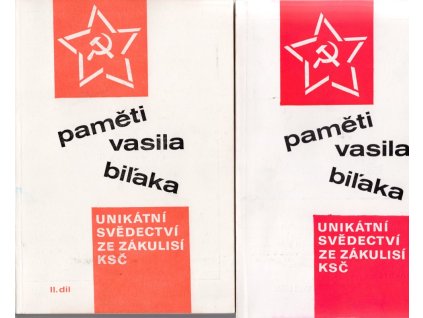 paměti
vasila
biľaka
UNIKÁTNÍ
SVĚDECTVÍ
ZE ZÁKULISÍ
KSČ
II. díl
paměti
vasila
biľaka
UNIKÁTNÍ
SVĚDECTVÍ
ZE ZÁKULISÍ
KSČ